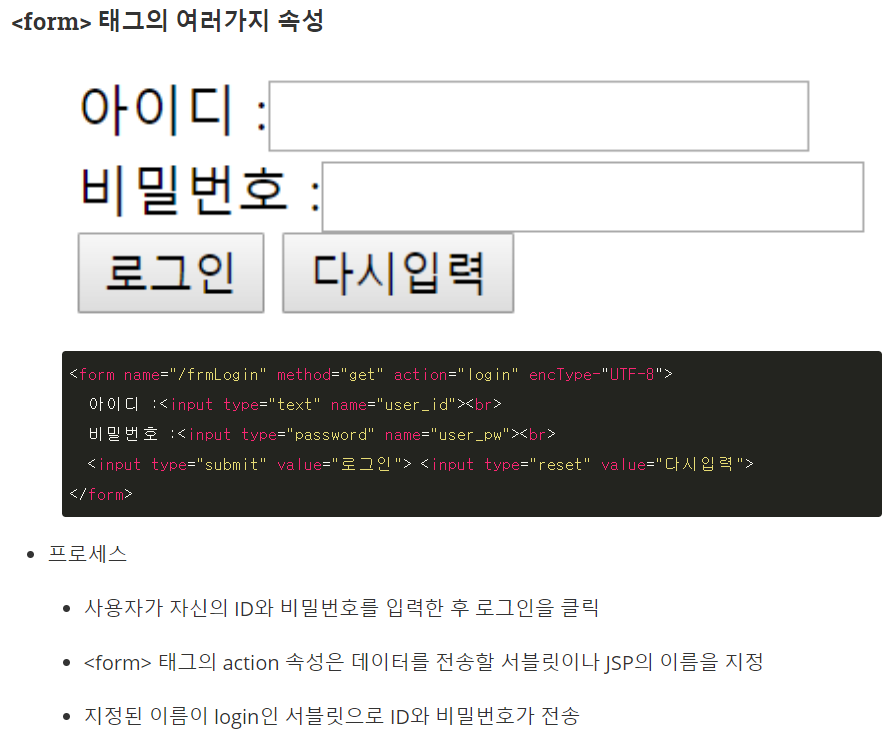 <form> 태그의 여러가지 속성
아이디 :
비밀번호 :
로그인 다시입력
<form name="/frmLogin" method="get" action="login" encType-"UTF-8">
아이디 :<input type="text" name="user_id"><br>
비밀번호 :<input type="password" name="user_pw"><br>
<input type="submit" value="로그인"> <input type="reset" value="다시입력">
</form>
프로세스
사용자가 자신의 ID와 비밀번호를 입력한 후 로그인을 클릭
<form> 태그의 action 속성은 데이터를 전송할 서블릿이나 JSP의 이름을 지정
지정된 이름이 login인 서블릿으로 ID와 비밀번호가 전송